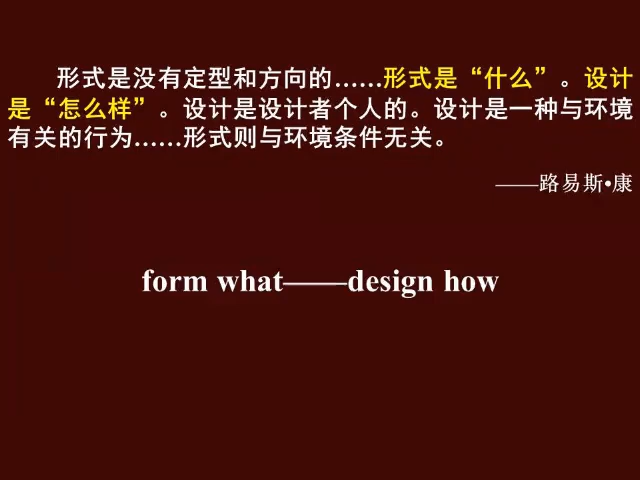 形式是没有定型和方向的……形式是“什么”。设计
是“怎么样”。设计是设计者个人的。设计是一种与环境
有关的行为……形式则与环境条件无关。
——路易斯•康
form what——design how